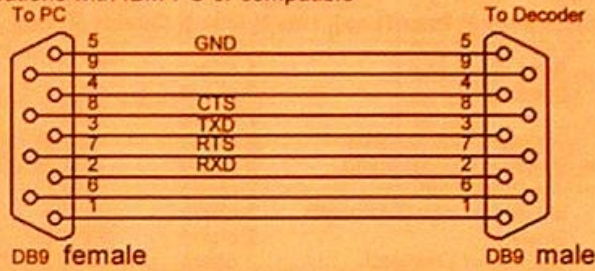 To PC To Decoder
5 GND 5
9 9
4 4
8 CTS 8
3 TXD 3
7 RTS 7
2 RXD 2
6 6
1 1
DB9 female DB9 male